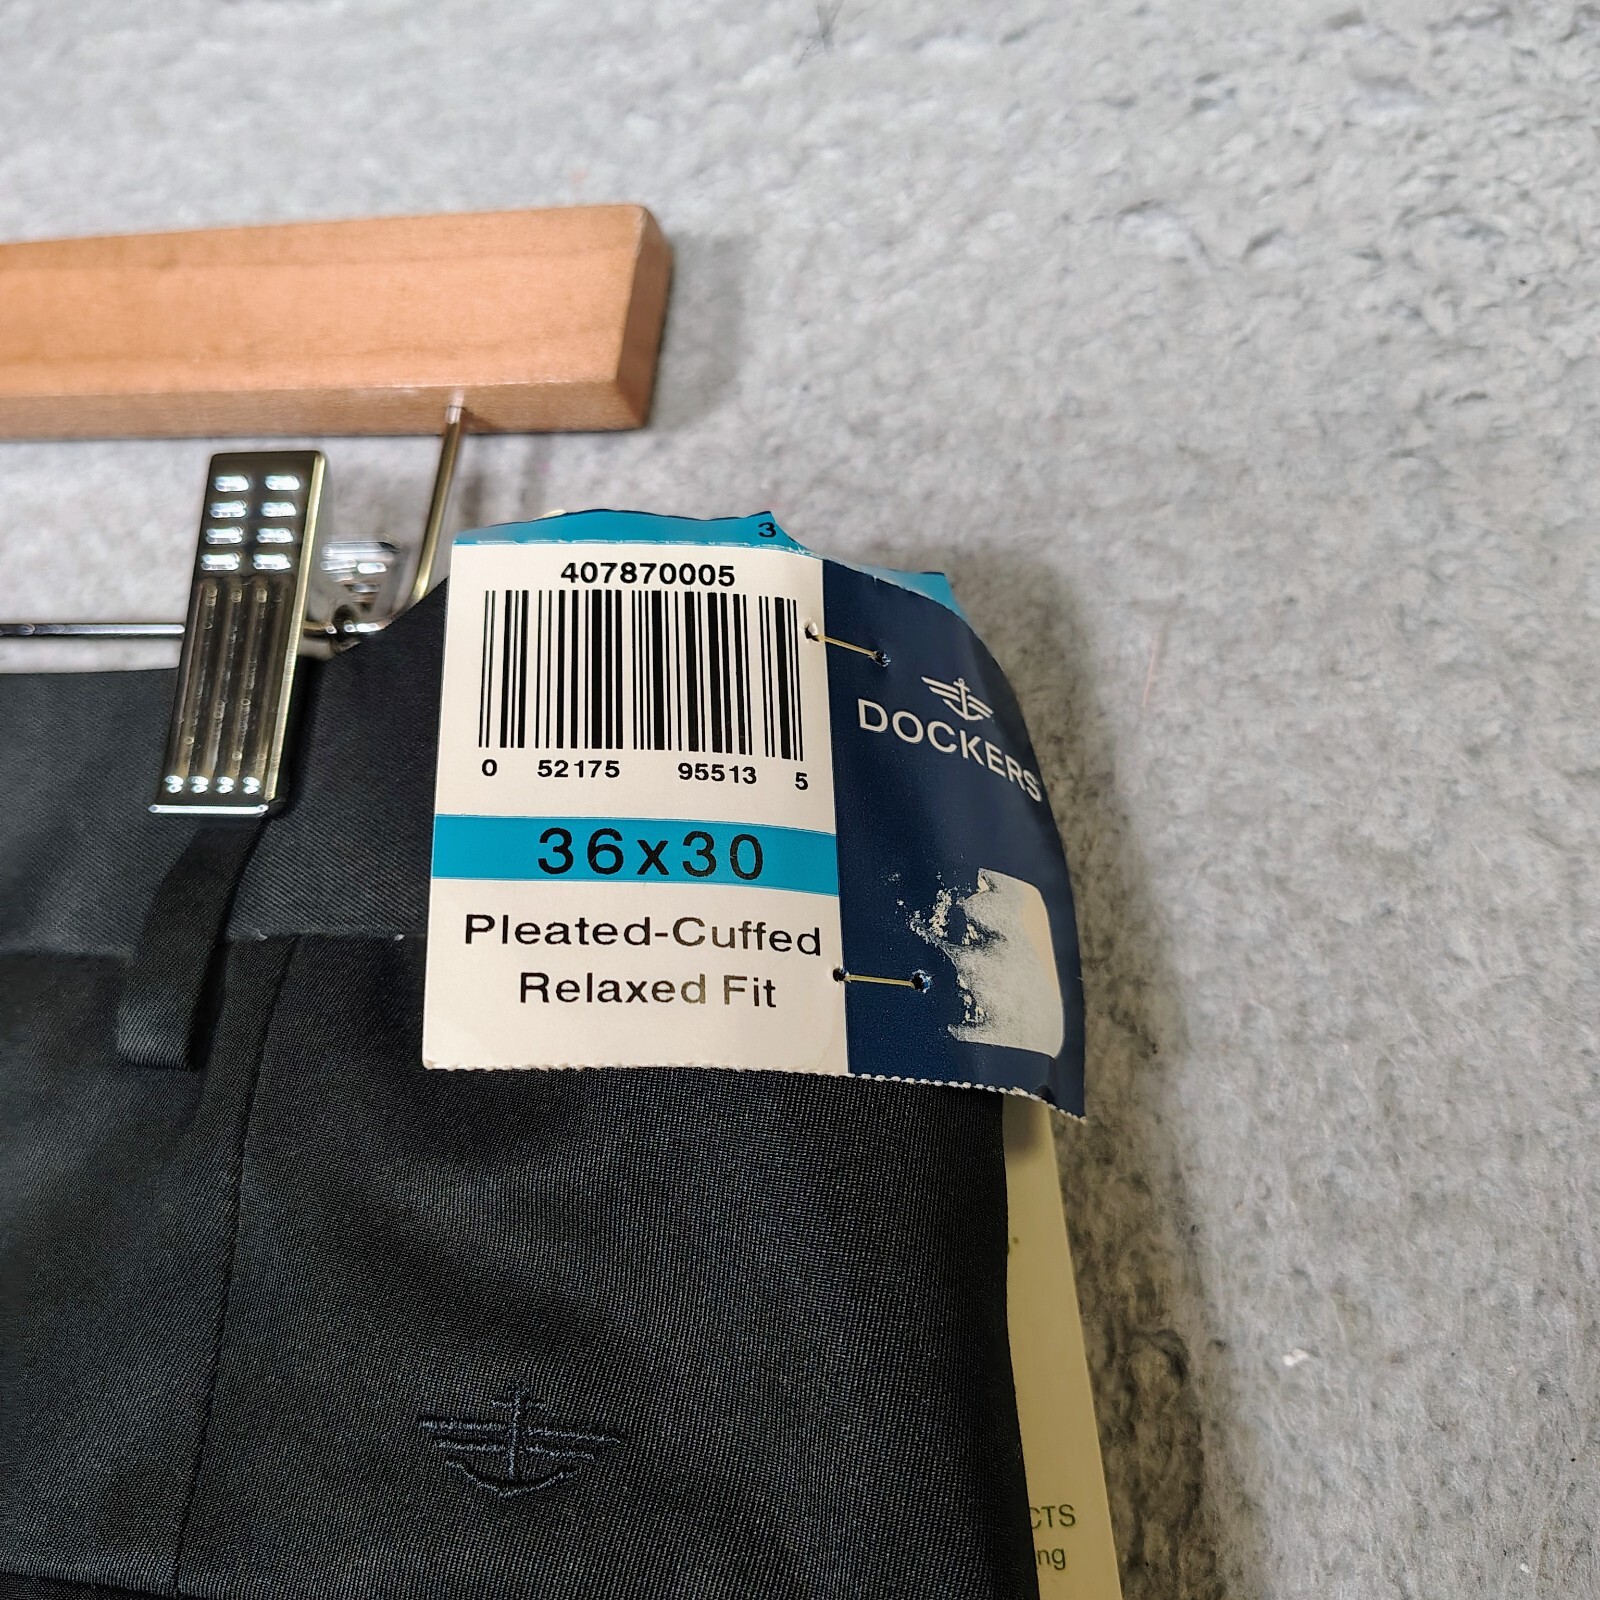 3
407870005
0 52175 95513 5
36x30
Pleated-Cuffed
Relaxed Fit
DOCKERS
CTS
ng